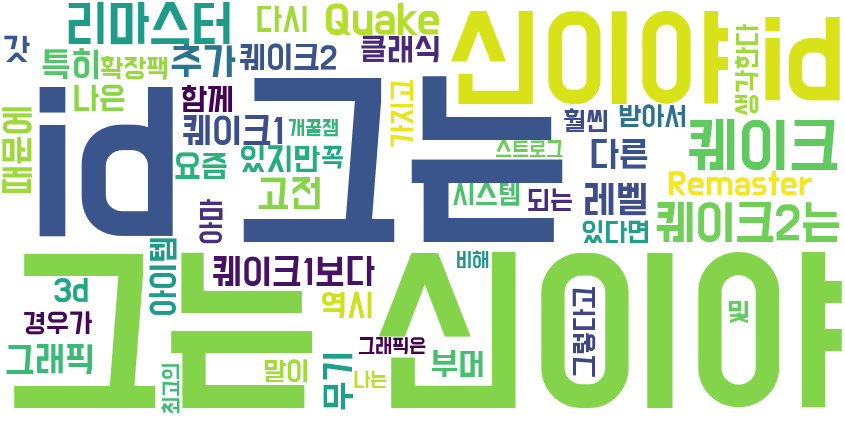 리마스터
다시
Quake
신이야
id
갓
특히
확장팩
추가
퀘이크2
클래식
생각한다
나은
함께
id
그는
가지고
훨씬
받아서
때문에
퀘이크1
개꿀잼
스트로그
퀘이크
요즘
있지만
꼭
고전
다른
Remaster
시스템
되는
레벨
퀘이크2는
몽
있다면
그는
신이야
아이템
퀘이크1보다
비해
3d
역시
그렇다고
및
경우가
그래픽
그래픽은
부머
최고의
말이
무기
나는